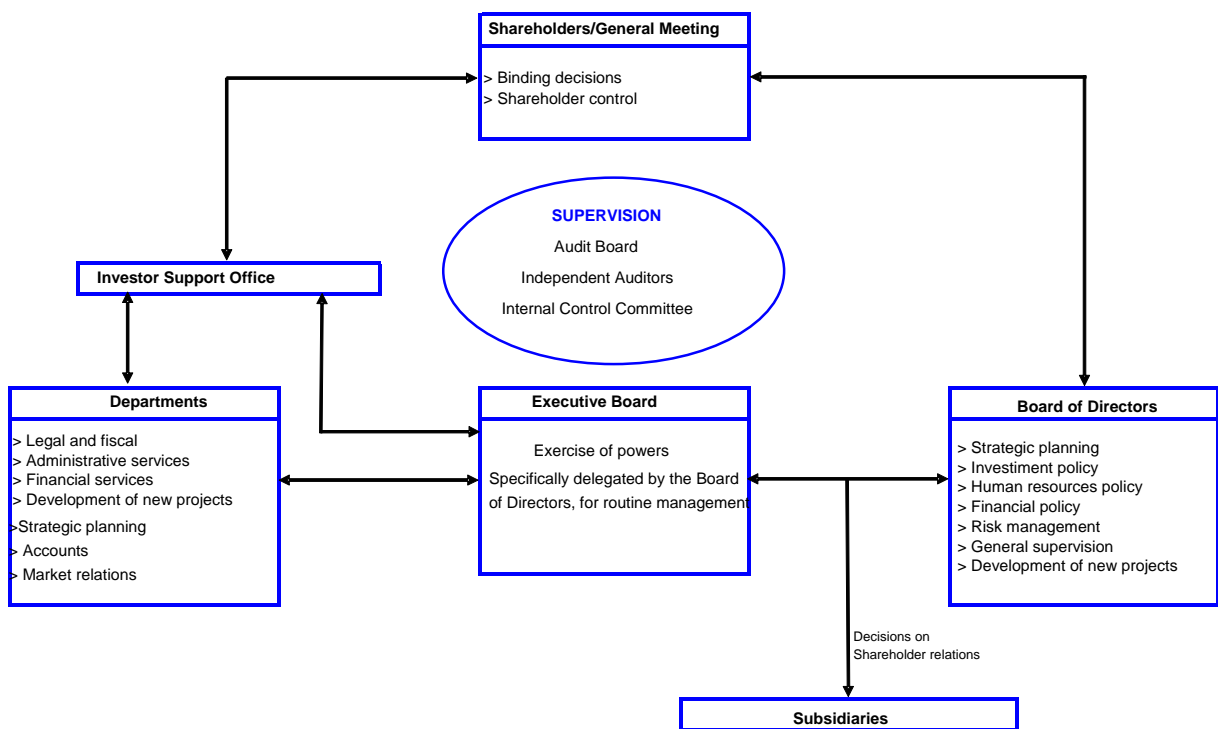 Shareholders/General Meeting
> Binding decisions
> Shareholder control
SUPERVISION
Audit Board
Independent Auditors
Internal Control Committee
Investor Support Office
Departments
> Legal and fiscal
> Administrative services
> Financial services
> Development of new projects
>Strategic planning
> Accounts
> Market relations
Executive Board
Exercise of powers
Specifically delegated by the Board
of Directors, for routine management
Board of Directors
> Strategic planning
> Investiment policy
> Human resources policy
> Financial policy
> Risk management
> General supervision
> Development of new projects
Decisions on
Shareholder relations
Subsidiaries